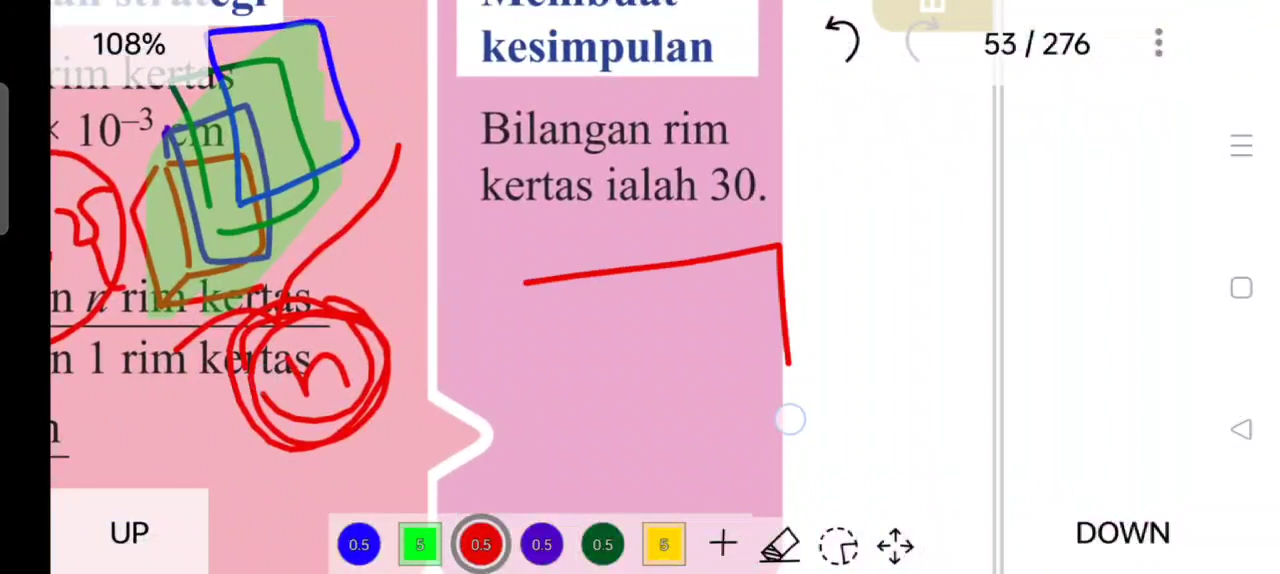 108%
rim kertas
× 10⁻³ cm
n n rim kertas
n 1 rim kertas
n
Membuat
kesimpulan
Bilangan rim
kertas ialah 30.
53 / 276
UP
0.5
5
0.5
0.5
0.5
5
DOWN